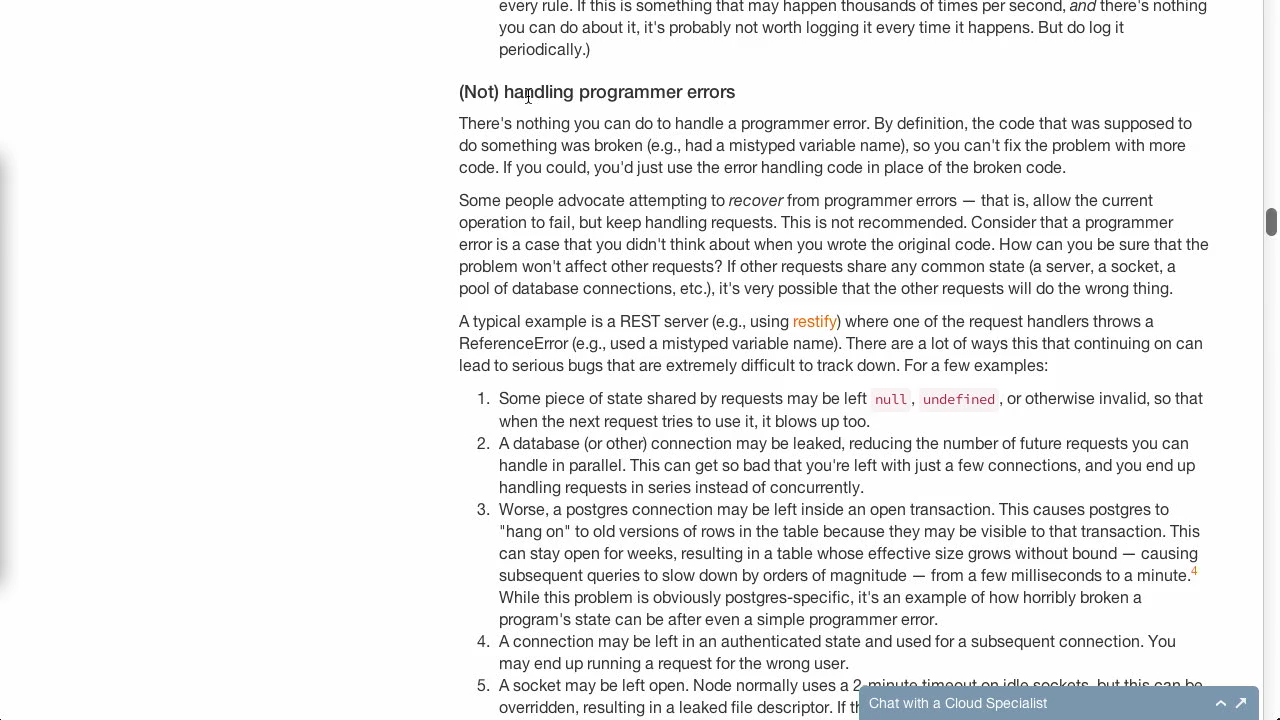 every rule. If this is something that may happen thousands of times per second, and there's nothing
you can do about it, it's probably not worth logging it every time it happens. But do log it
periodically.)
(Not) handling programmer errors
There's nothing you can do to handle a programmer error. By definition, the code that was supposed to
do something was broken (e.g., had a mistyped variable name), so you can't fix the problem with more
code. If you could, you'd just use the error handling code in place of the broken code.
Some people advocate attempting to recover from programmer errors — that is, allow the current
operation to fail, but keep handling requests. This is not recommended. Consider that a programmer
error is a case that you didn't think about when you wrote the original code. How can you be sure that the
problem won't affect other requests? If other requests share any common state (a server, a socket, a
pool of database connections, etc.), it's very possible that the other requests will do the wrong thing.
A typical example is a REST server (e.g., using restify) where one of the request handlers throws a
ReferenceError (e.g., used a mistyped variable name). There are a lot of ways this that continuing on can
lead to serious bugs that are extremely difficult to track down. For a few examples:
1. Some piece of state shared by requests may be left null, undefined, or otherwise invalid, so that
when the next request tries to use it, it blows up too.
2. A database (or other) connection may be leaked, reducing the number of future requests you can
handle in parallel. This can get so bad that you're left with just a few connections, and you end up
handling requests in series instead of concurrently.
3. Worse, a postgres connection may be left inside an open transaction. This causes postgres to
"hang on" to old versions of rows in the table because they may be visible to that transaction. This
can stay open for weeks, resulting in a table whose effective size grows without bound — causing
subsequent queries to slow down by orders of magnitude — from a few milliseconds to a minute.4
While this problem is obviously postgres-specific, it's an example of how horribly broken a
program's state can be after even a simple programmer error.
4. A connection may be left in an authenticated state and used for a subsequent connection. You
may end up running a request for the wrong user.
5. A socket may be left open. Node normally uses a 2-minute timeout on idle sockets, but this can be
overridden, resulting in a leaked file descriptor. If
Chat with a Cloud Specialist